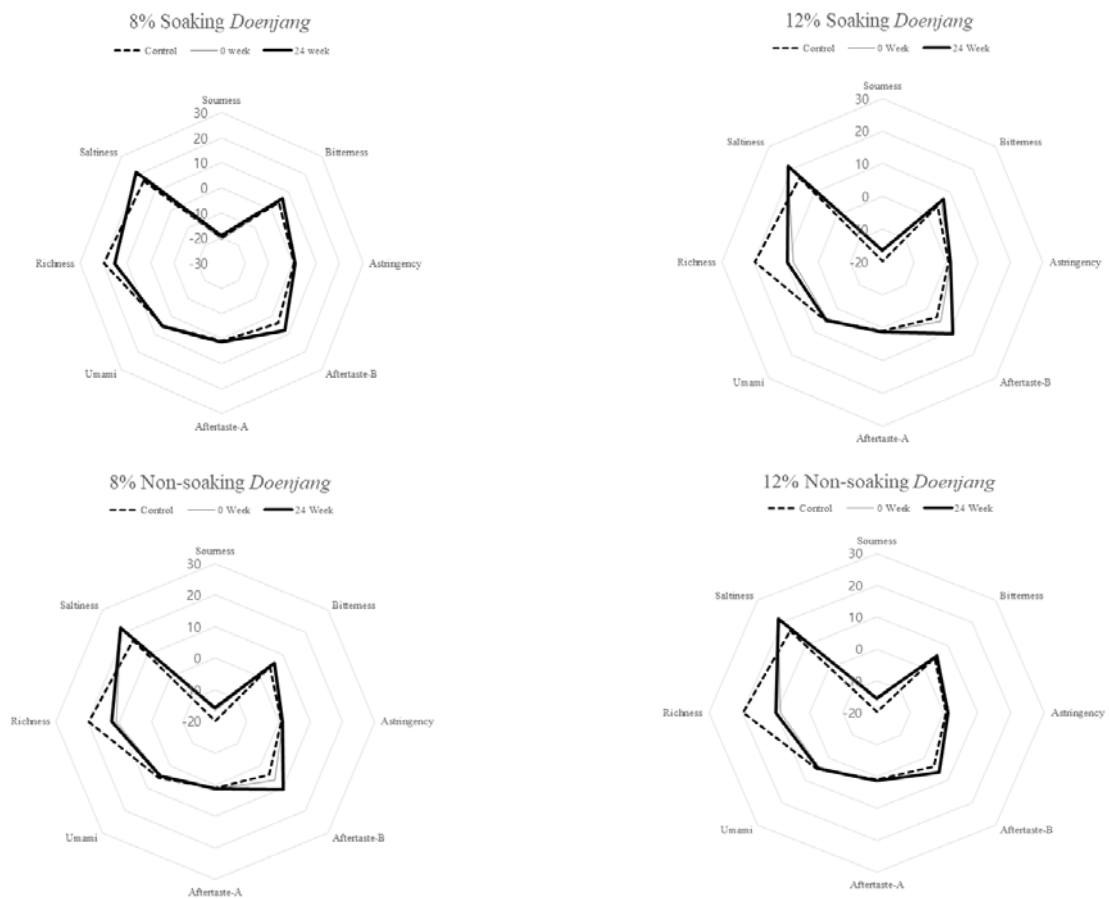 8% Soaking Doenjang
Control 0 week 24 week
Sourness
30
20
10
0
-10
-20
-30
Saltiness
Bitterness
Richness
Astringency
Umami
Aftertaste-B
Aftertaste-A
12% Soaking Doenjang
Control 0 Week 24 Week
Sourness
30
20
10
0
-10
-20
Saltiness
Bitterness
Richness
Astringency
Umami
Aftertaste-B
Aftertaste-A
8% Non-soaking Doenjang
Control 0 Week 24 Week
Sourness
30
20
10
0
-10
-20
Saltiness
Bitterness
Richness
Astringency
Umami
Aftertaste-B
Aftertaste-A
12% Non-soaking Doenjang
Control 0 Week 24 Week
Sourness
30
20
10
0
-10
-20
Saltiness
Bitterness
Richness
Astringency
Umami
Aftertaste-B
Aftertaste-A